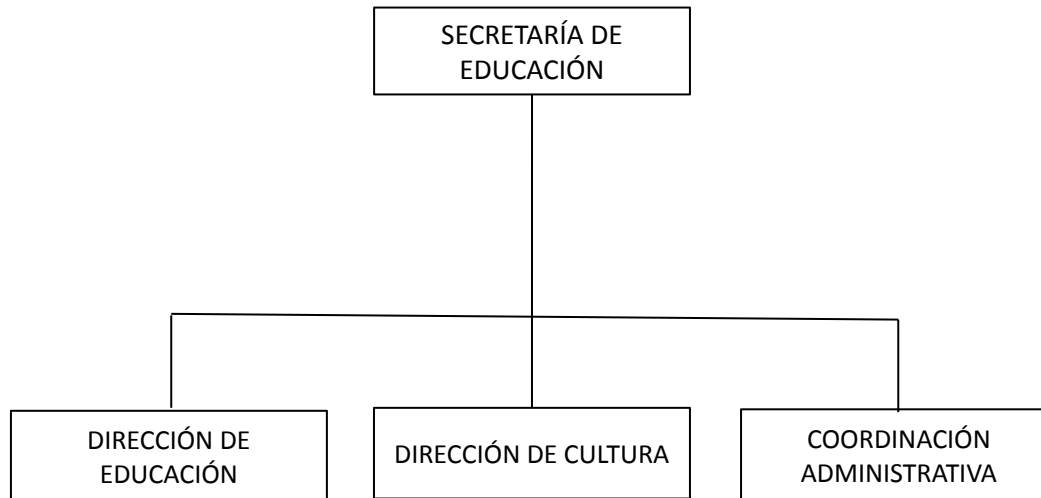 SECRETARÍA DE
EDUCACIÓN
DIRECCIÓN DE
EDUCACIÓN
DIRECCIÓN DE CULTURA
COORDINACIÓN
ADMINISTRATIVA